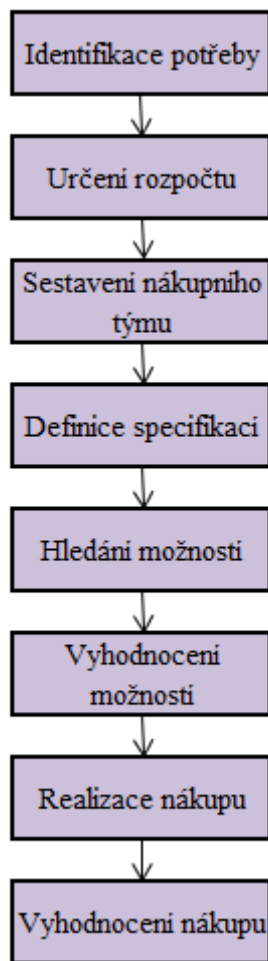 Identifikace potřeby
Určení rozpočtu
Sestavení nákupního
týmu
Definice specifikací
Hledání možností
Vyhodnocení
možností
Realizace nákupu
Vyhodnocení nákupu